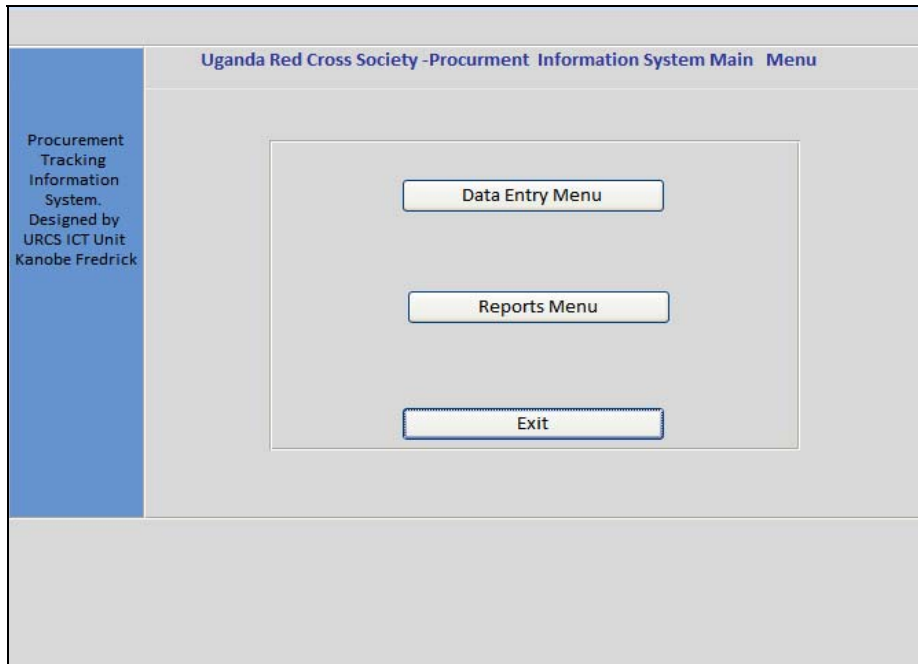 Uganda Red Cross Society -Procurment Information System Main Menu
Procurement
Tracking
Information
System.
Designed by
URCS ICT Unit
Kanobe Fredrick
Data Entry Menu
Reports Menu
Exit